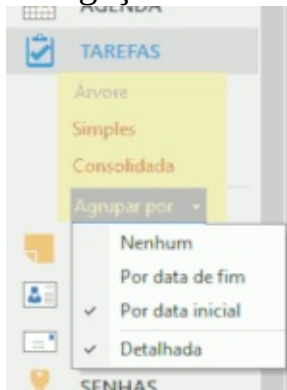 AGENDA
TAREFAS
Árvore
Simples
Consolidada
Agrupar por
Nenhum
Por data de fim
Por data inicial
Detalhada
SENHAS